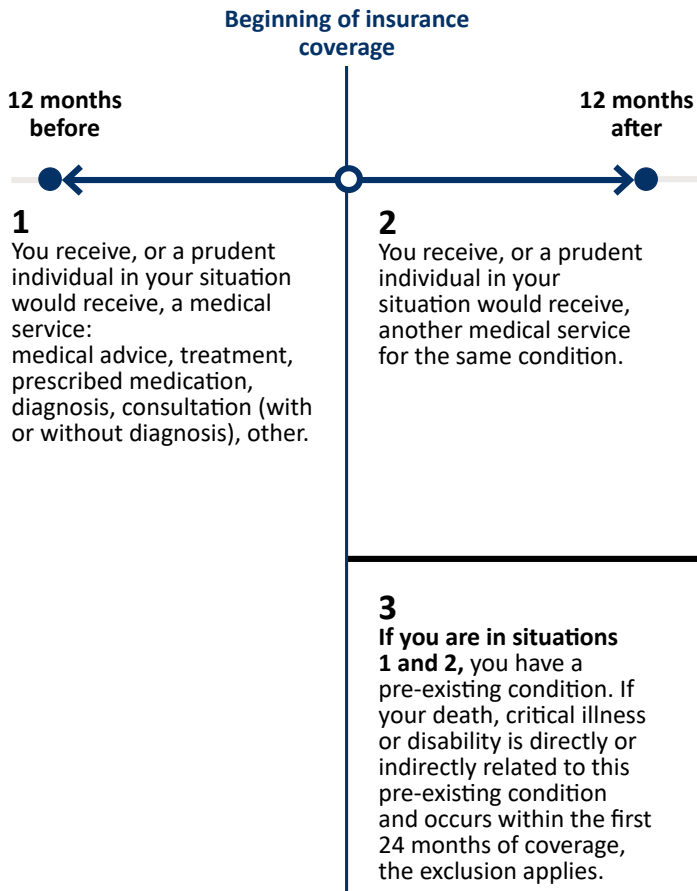 Beginning of insurance
coverage
12 months
before
12 months
after
1
You receive, or a prudent
individual in your situation
would receive, a medical
service:
medical advice, treatment,
prescribed medication,
diagnosis, consultation (with
or without diagnosis), other.
2
You receive, or a prudent
individual in your
situation would receive,
another medical service
for the same condition.
3
If you are in situations
1 and 2, you have a
pre-existing condition. If
your death, critical illness
or disability is directly or
indirectly related to this
pre-existing condition
and occurs within the first
24 months of coverage,
the exclusion applies.